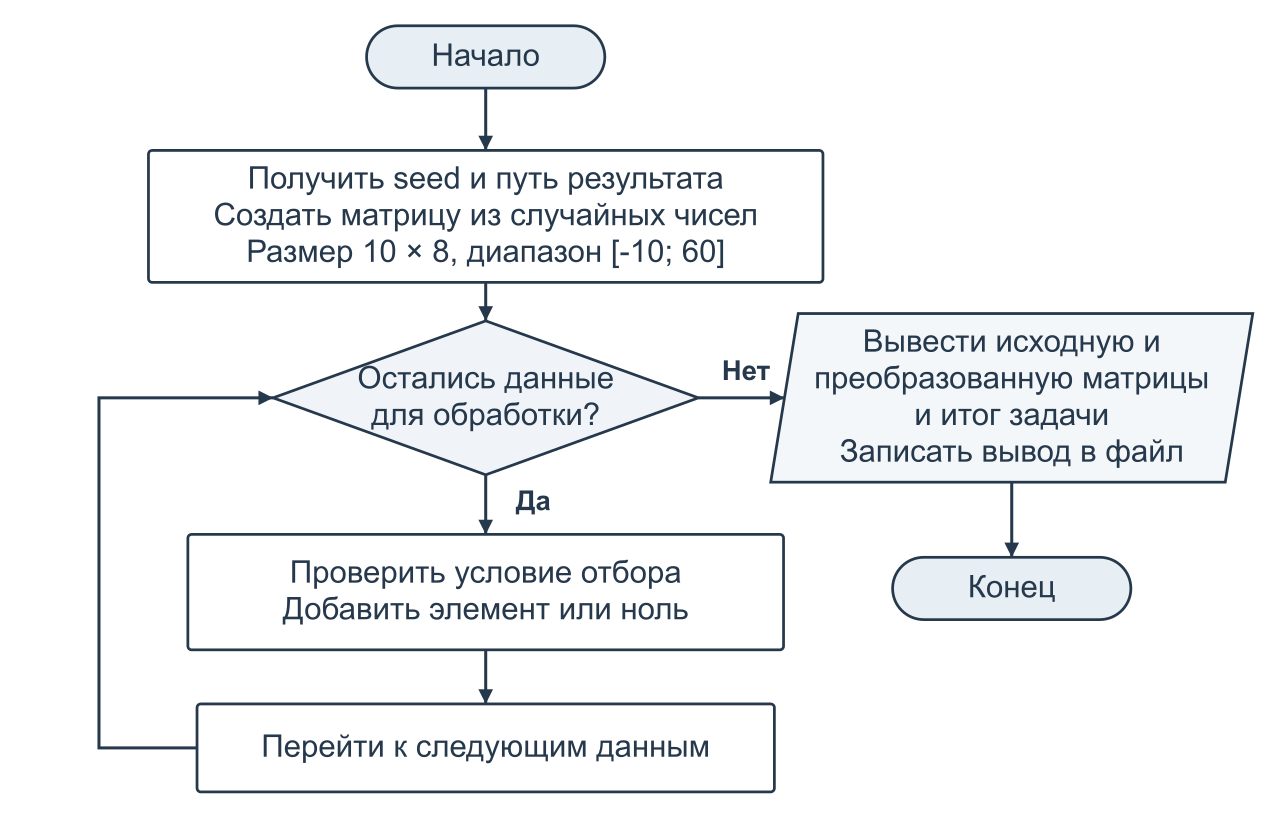 Начало
Получить seed и путь результата
Создать матрицу из случайных чисел
Размер 10 × 8, диапазон [-10; 60]
Остались данные
для обработки?
Нет
Вывести исходную и
преобразованную матрицы
и итог задачи
Записать вывод в файл
Да
Проверить условие отбора
Добавить элемент или ноль
Конец
Перейти к следующим данным